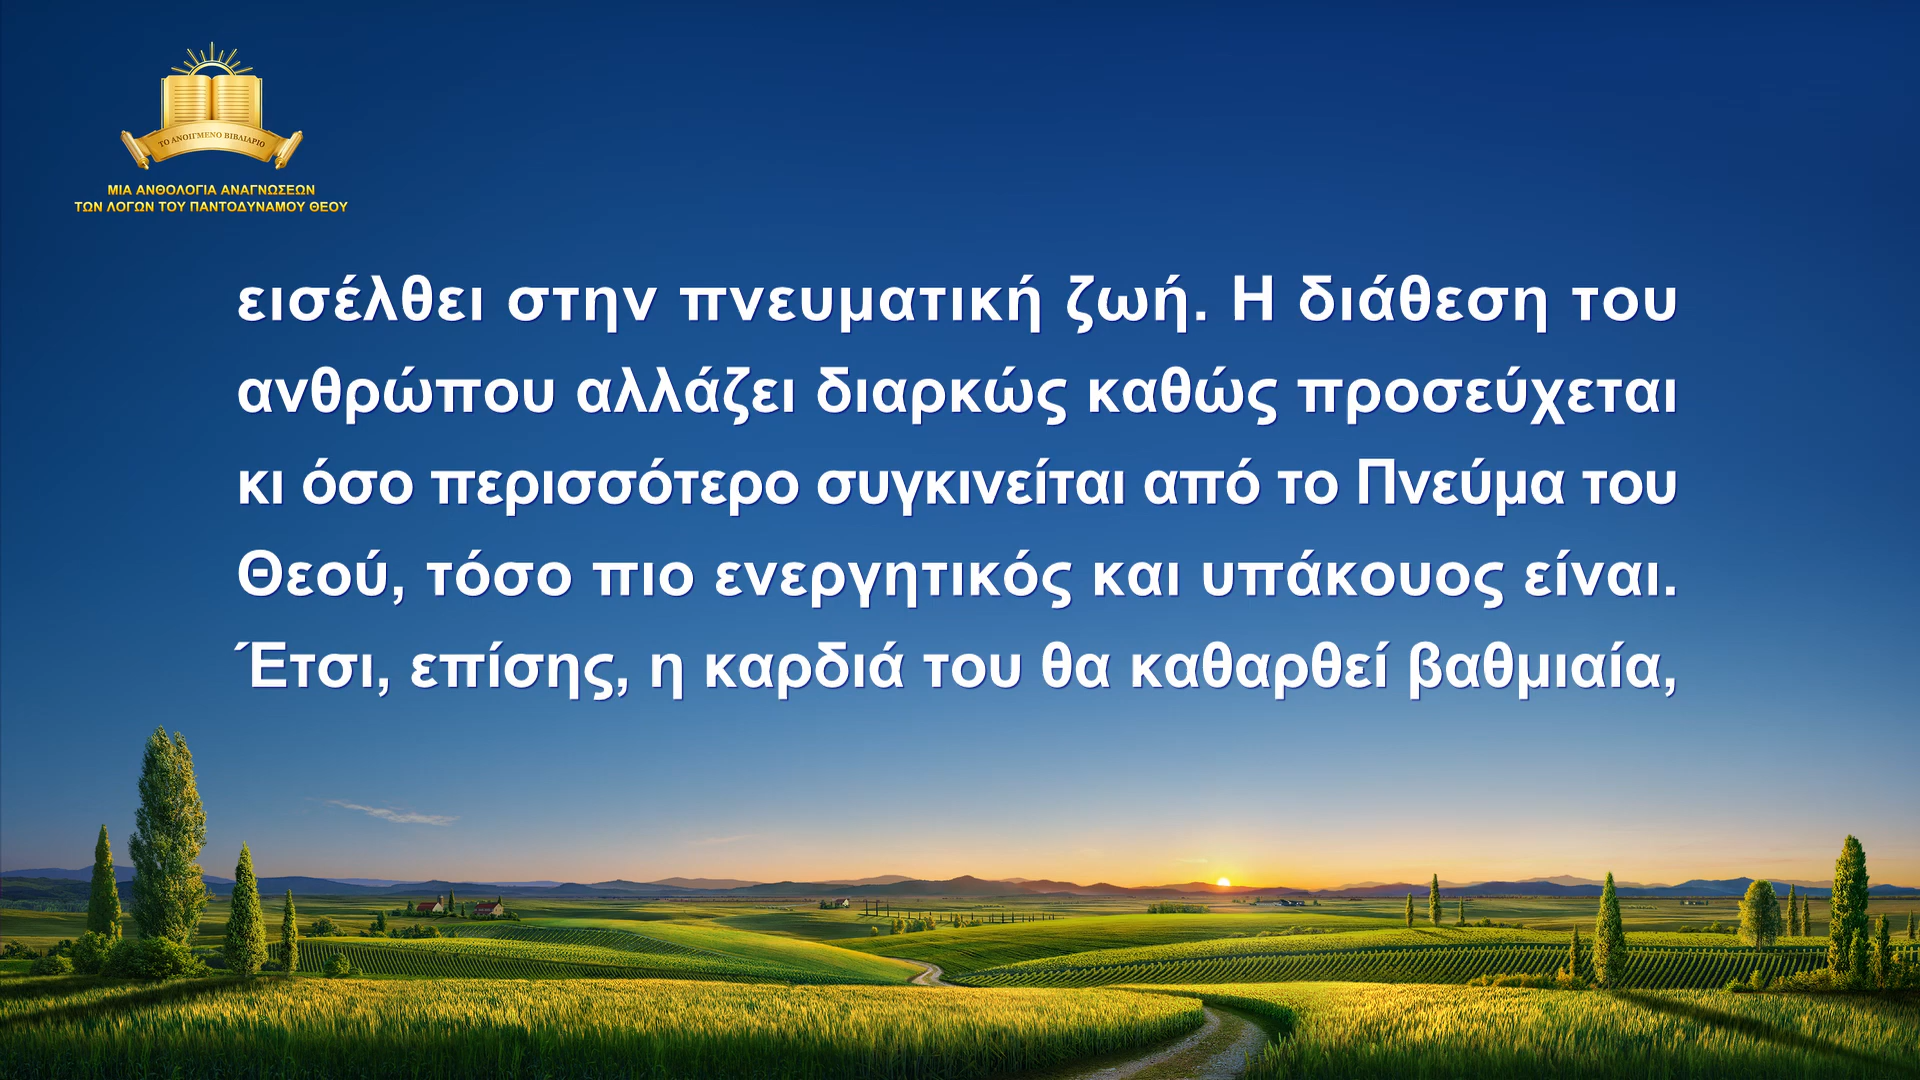 ΤΟ ΑΝΟΙΓΜΕΝΟ ΒΙΒΛΙΑΡΙΟ
ΜΙΑ ΑΝΘΟΛΟΓΙΑ ΑΝΑΓΝΩΣΕΩΝ
ΤΩΝ ΛΟΓΩΝ ΤΟΥ ΠΑΝΤΟΔΥΝΑΜΟΥ ΘΕΟΥ
εισέλθει στην πνευματική ζωή. Η διάθεση του
ανθρώπου αλλάζει διαρκώς καθώς προσεύχεται
κι όσο περισσότερο συγκινείται από το Πνεύμα του
Θεού, τόσο πιο ενεργητικός και υπάκουος είναι.
Έτσι, επίσης, η καρδιά του θα καθαρθεί βαθμιαία,